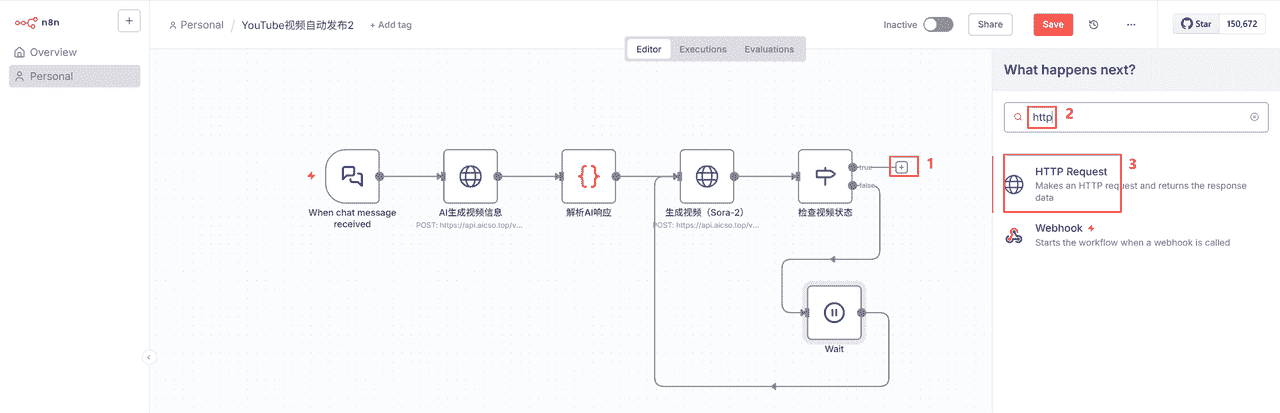 n8n
+
Personal / YouTube视频自动发布2 + Add tag
Inactive
Share
Save
...
Star 150,672
Overview
Personal
Editor Executions Evaluations
What happens next?
http 2
1
3
HTTP Request
Makes an HTTP request and returns the response
data
Webhook
Starts the workflow when a webhook is called
true
false
When chat message
received
AI生成视频信息
POST: https://api.aicso.top/v...
{}
解析AI响应
生成视频（Sora-2）
POST: https://api.aicso.top/v...
检查视频状态
Wait